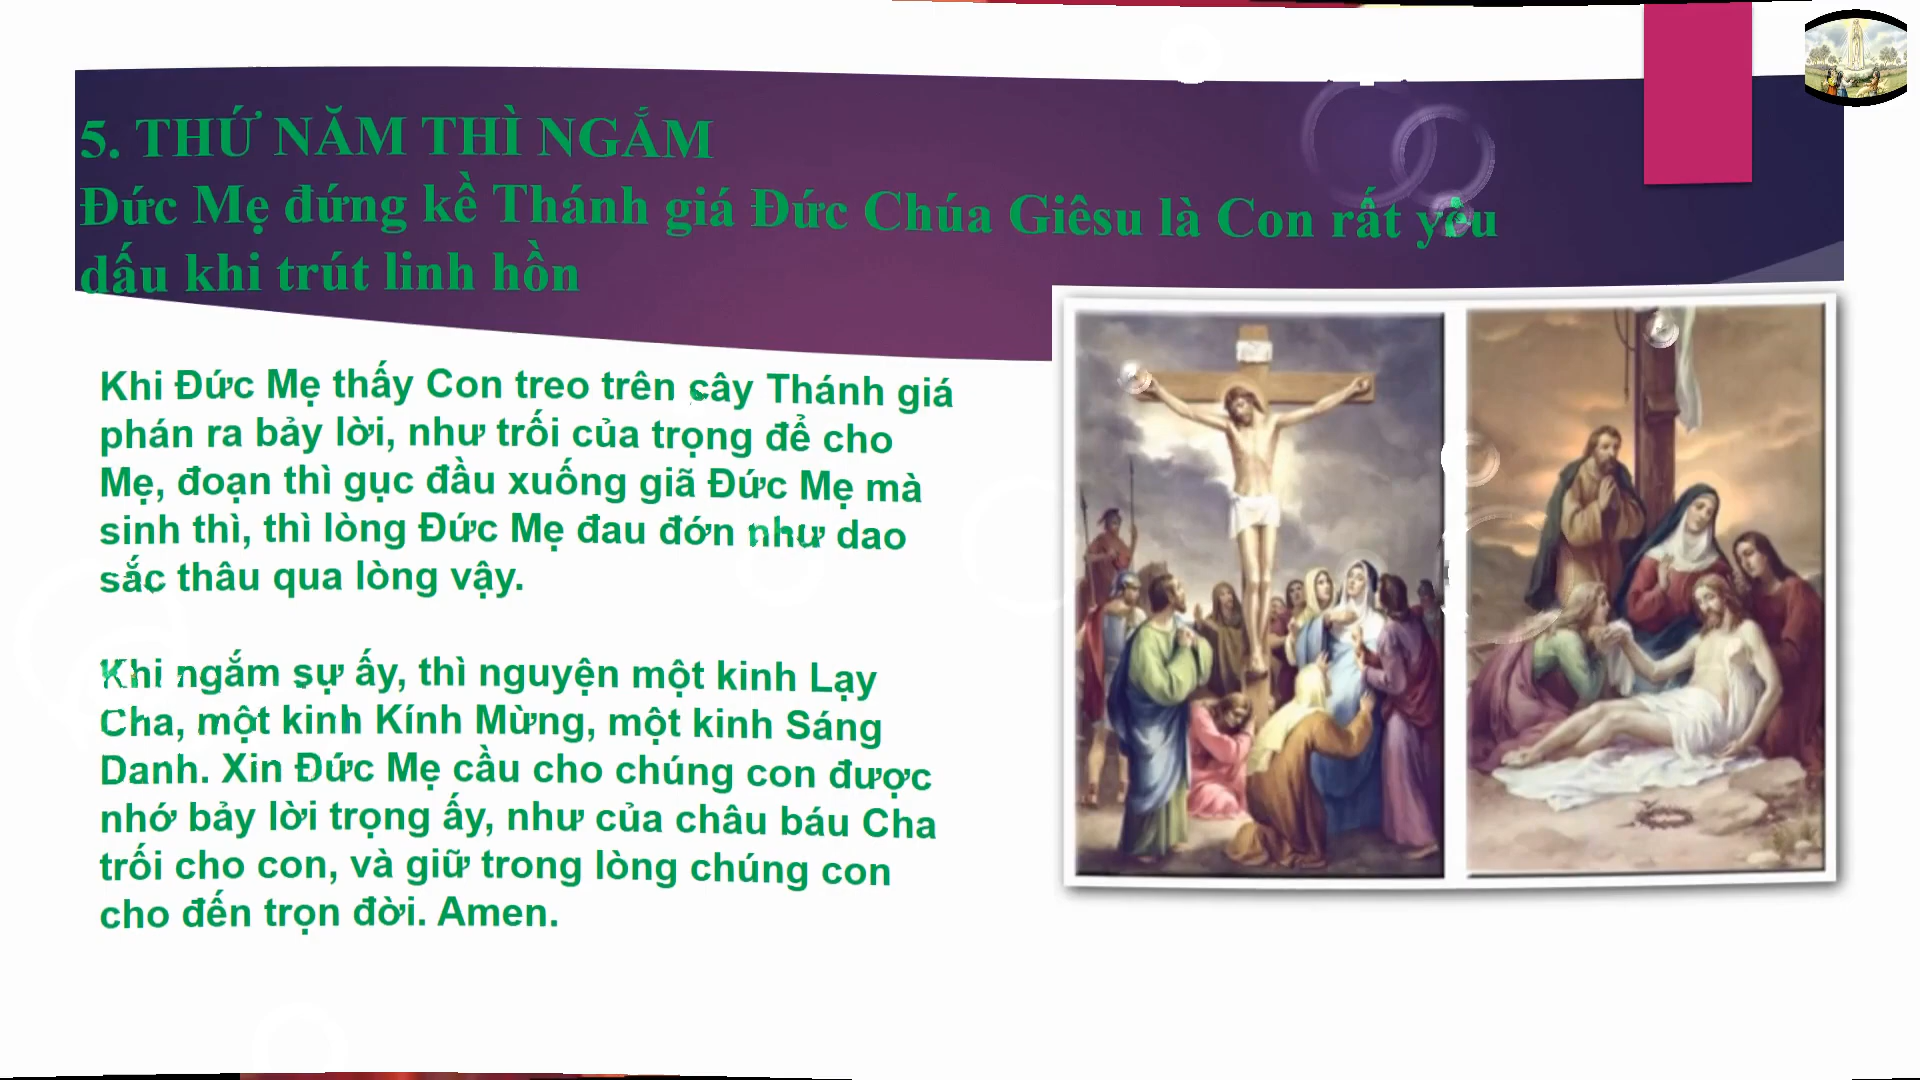 5. THỨ NĂM THÌ NGẮM
Đức Mẹ đứng kề Thánh giá Đức Chúa Giêsu là Con rất yêu
dấu khi trút linh hồn
Khi Đức Mẹ thấy Con treo trên cây Thánh giá
phán ra bảy lời, như trối của trọng để cho
Mẹ, đoạn thì gục đầu xuống giã Đức Mẹ mà
sinh thì, thì lòng Đức Mẹ đau đớn như dao
sắc thâu qua lòng vậy.
Khi ngắm sự ấy, thì nguyện một kinh Lạy
Cha, một kinh Kính Mừng, một kinh Sáng
Danh. Xin Đức Mẹ cầu cho chúng con được
nhớ bảy lời trọng ấy, như của châu báu Cha
trối cho con, và giữ trong lòng chúng con
cho đến trọn đời. Amen.